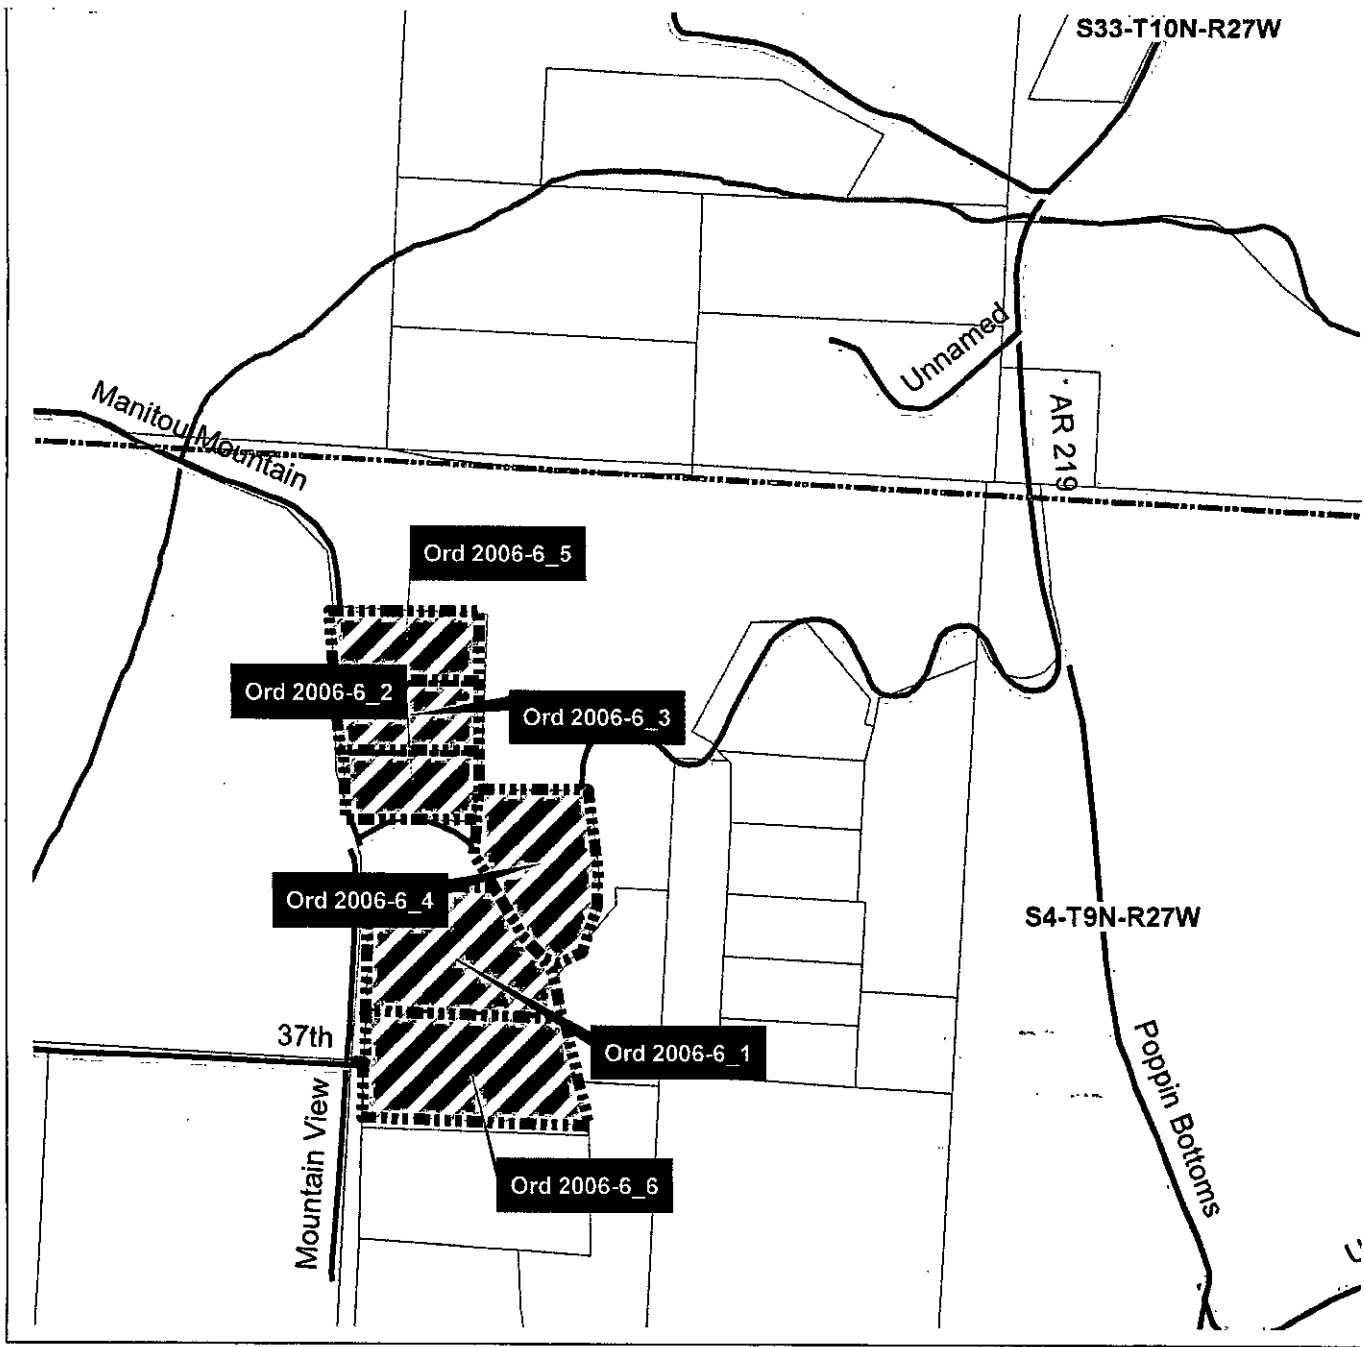 S33-T10N-R27W
Unnamed
Manitou Mountain
AR 219
Ord 2006-6_5
Ord 2006-6_2
Ord 2006-6_3
Ord 2006-6_4
S4-T9N-R27W
37th
Ord 2006-6_1
Poppin Bottoms
Mountain View
Ord 2006-6_6